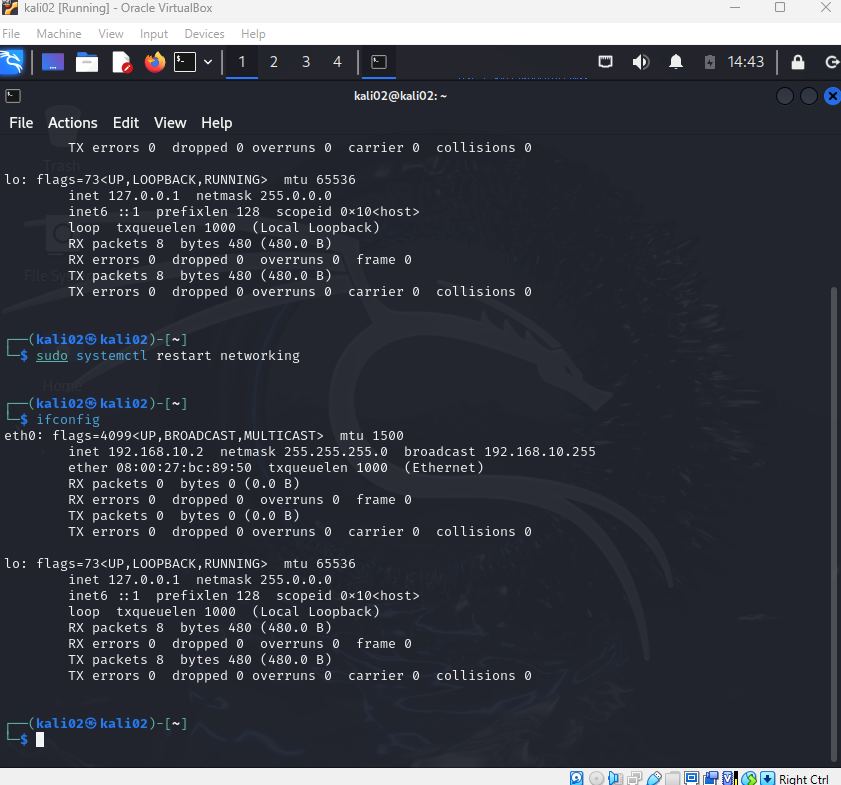 kali02 [Running] - Oracle VirtualBox
File Machine View Input Devices Help
1 2 3 4 14:43
kali02@kali02: ~
File Actions Edit View Help
TX errors 0 dropped 0 overruns 0 carrier 0 collisions 0
Trash
lo: flags=73<UP,LOOPBACK,RUNNING> mtu 65536
inet 127.0.0.1 netmask 255.0.0.0
inet6 ::1 prefixlen 128 scopeid 0×10<host>
loop txqueuelen 1000 (Local Loopback)
RX packets 8 bytes 480 (480.0 B)
RX errors 0 dropped 0 overruns 0 frame 0
TX packets 8 bytes 480 (480.0 B)
TX errors 0 dropped 0 overruns 0 carrier 0 collisions 0
┌──(kali02㉿kali02)-[~]
└─$ sudo systemctl restart networking
Home
┌──(kali02㉿kali02)-[~]
└─$ ifconfig
eth0: flags=4099<UP,BROADCAST,MULTICAST> mtu 1500
inet 192.168.10.2 netmask 255.255.255.0 broadcast 192.168.10.255
ether 08:00:27:bc:89:50 txqueuelen 1000 (Ethernet)
RX packets 0 bytes 0 (0.0 B)
RX errors 0 dropped 0 overruns 0 frame 0
TX packets 0 bytes 0 (0.0 B)
TX errors 0 dropped 0 overruns 0 carrier 0 collisions 0
lo: flags=73<UP,LOOPBACK,RUNNING> mtu 65536
inet 127.0.0.1 netmask 255.0.0.0
inet6 ::1 prefixlen 128 scopeid 0×10<host>
loop txqueuelen 1000 (Local Loopback)
RX packets 8 bytes 480 (480.0 B)
RX errors 0 dropped 0 overruns 0 frame 0
TX packets 8 bytes 480 (480.0 B)
TX errors 0 dropped 0 overruns 0 carrier 0 collisions 0
┌──(kali02㉿kali02)-[~]
└─$
Right Ctrl